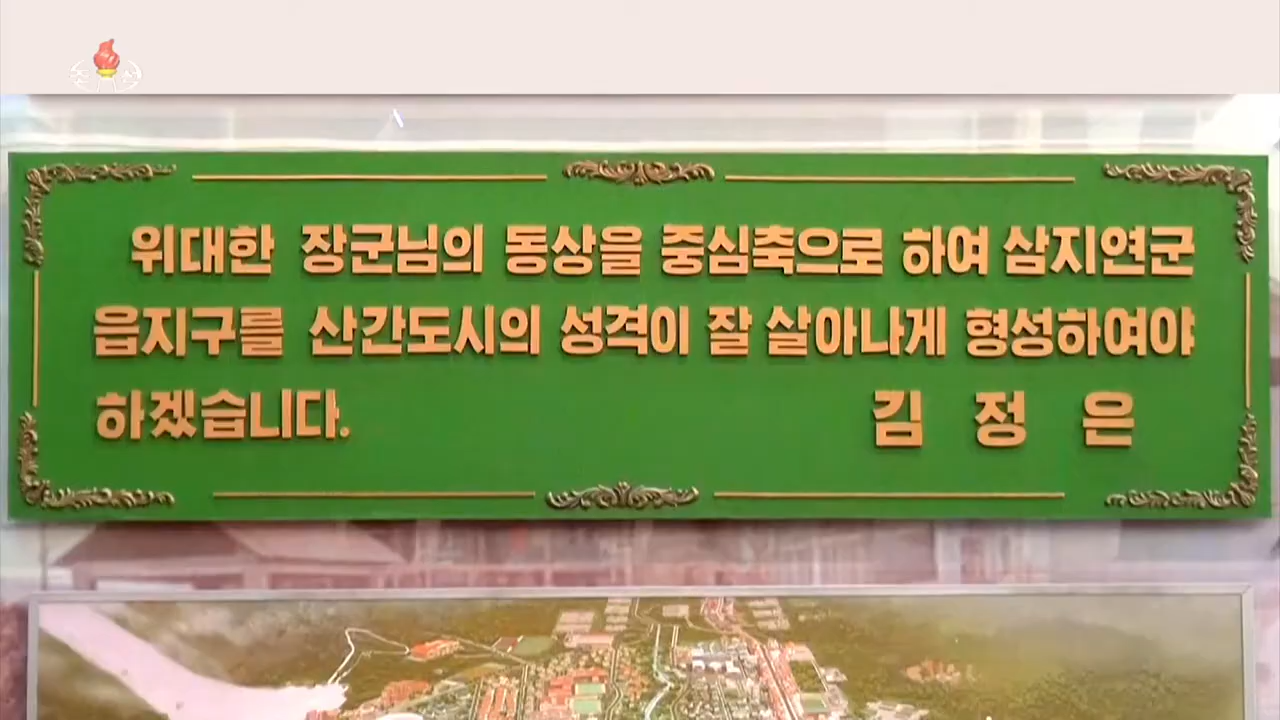 조선
위대한 장군님의 동상을 중심축으로 하여 삼지연군
읍지구를 산간도시의 성격이 잘 살아나게 형성하여야
하겠습니다. 김 정 은